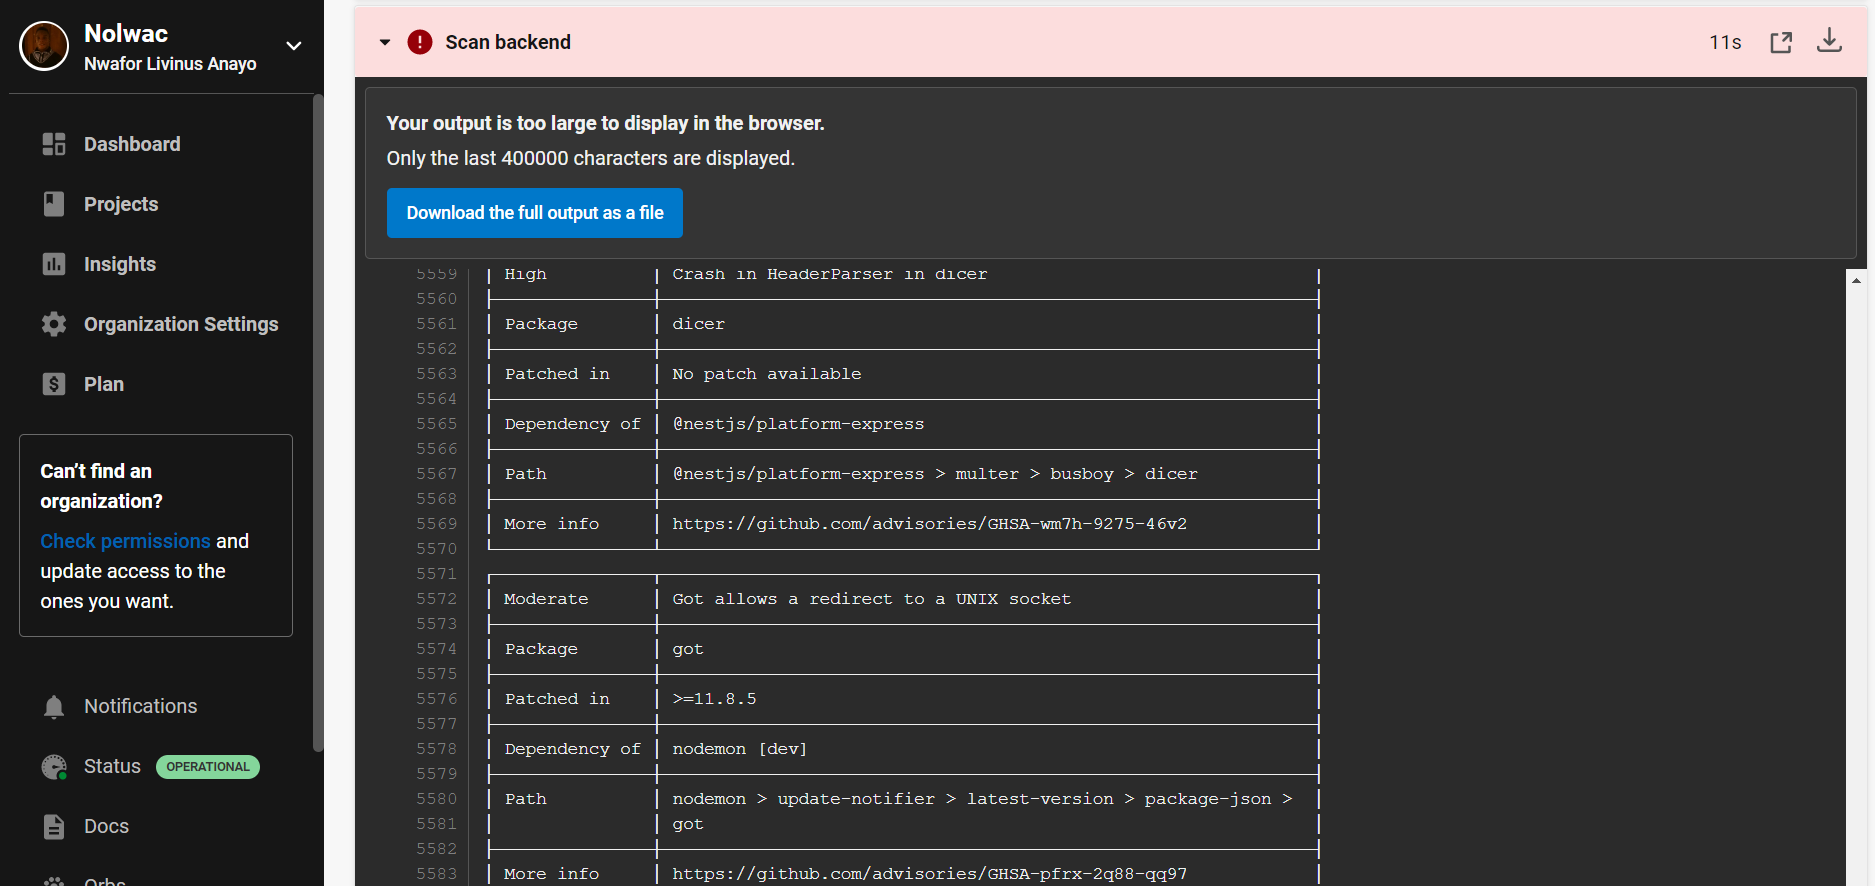 Nolwac
Nwafor Livinus Anayo
Dashboard
Projects
Insights
Organization Settings
Plan
Can't find an
organization?
Check permissions and
update access to the
ones you want.
Notifications
Status OPERATIONAL
Docs
Orbs
Scan backend
11s
Your output is too large to display in the browser.
Only the last 400000 characters are displayed.
Download the full output as a file
5559 High Crash in HeaderParser in dicer
5560
5561 Package dicer
5562
5563 Patched in No patch available
5564
5565 Dependency of @nestjs/platform-express
5566
5567 Path @nestjs/platform-express > multer > busboy > dicer
5568
5569 More info https://github.com/advisories/GHSA-wm7h-9275-46v2
5570
5571
5572 Moderate Got allows a redirect to a UNIX socket
5573
5574 Package got
5575
5576 Patched in >=11.8.5
5577
5578 Dependency of nodemon [dev]
5579
5580 Path nodemon > update-notifier > latest-version > package-json >
5581 got
5582
5583 More info https://github.com/advisories/GHSA-pfrx-2q88-qq97